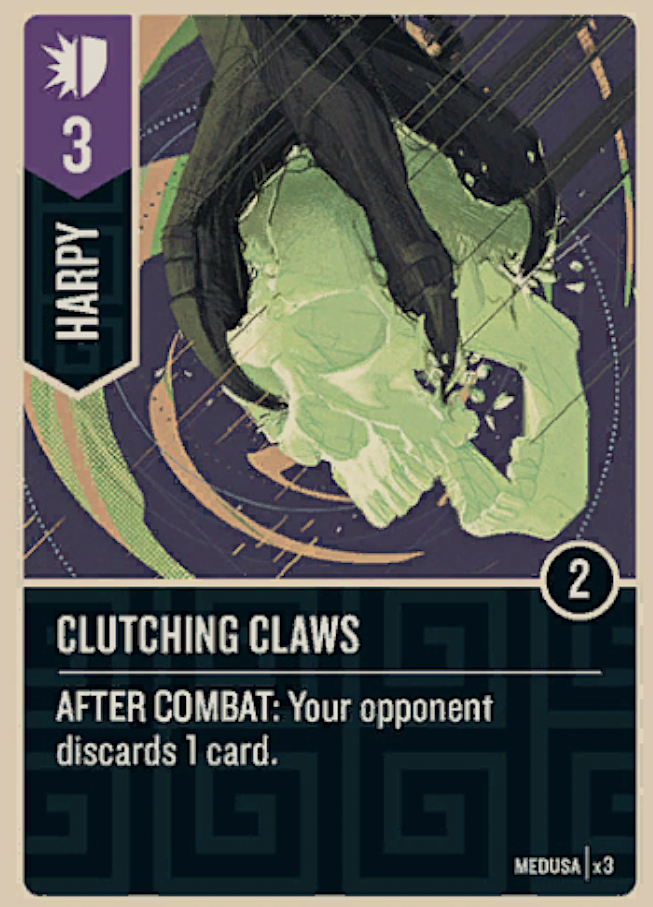 3
HARPY
2
CLUTCHING CLAWS
AFTER COMBAT: Your opponent
discards 1 card.
MEDUSA x3